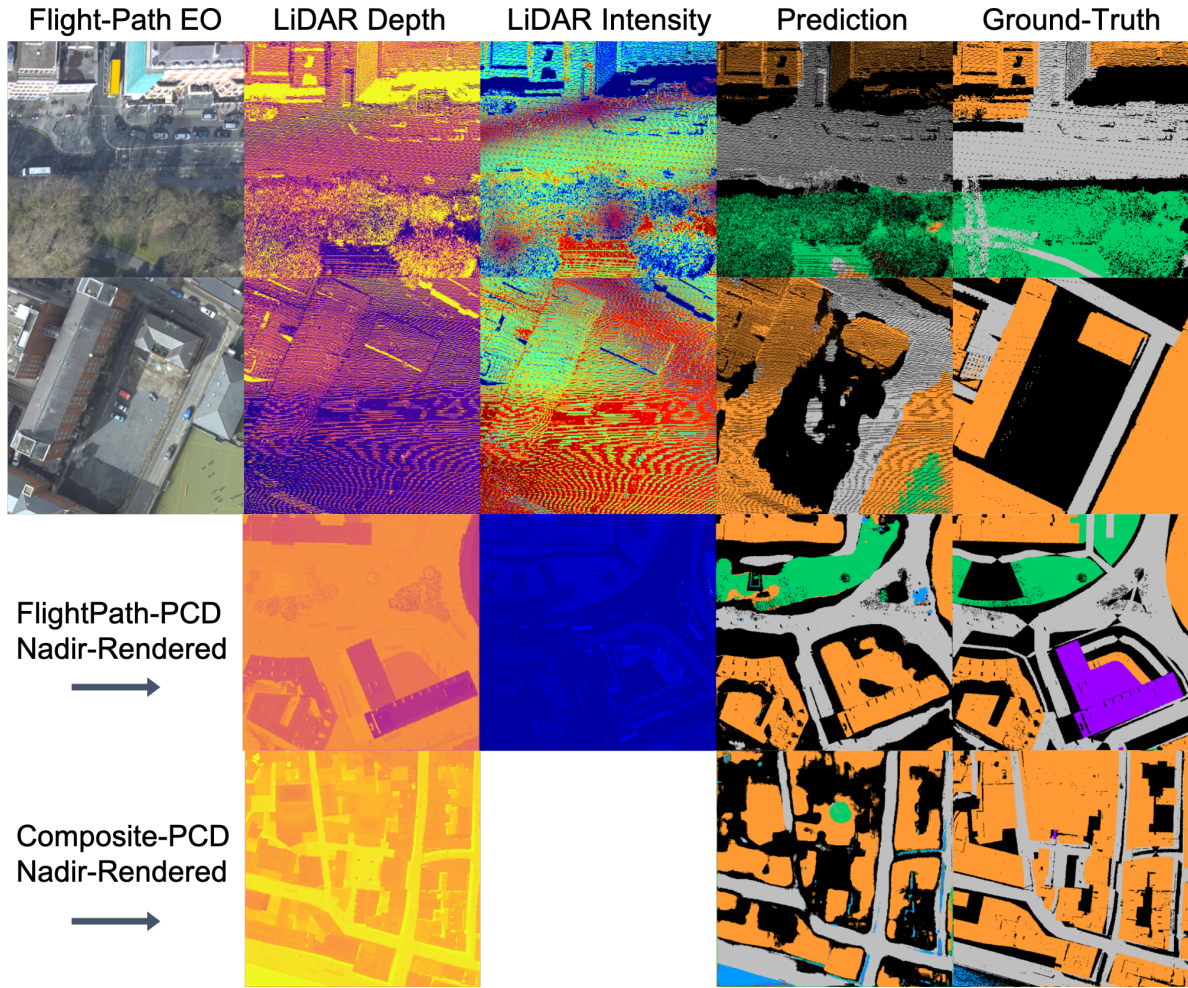 Flight-Path EO
LiDAR Depth
LiDAR Intensity
Prediction
Ground-Truth
FlightPath-PCD
Nadir-Rendered
Composite-PCD
Nadir-Rendered